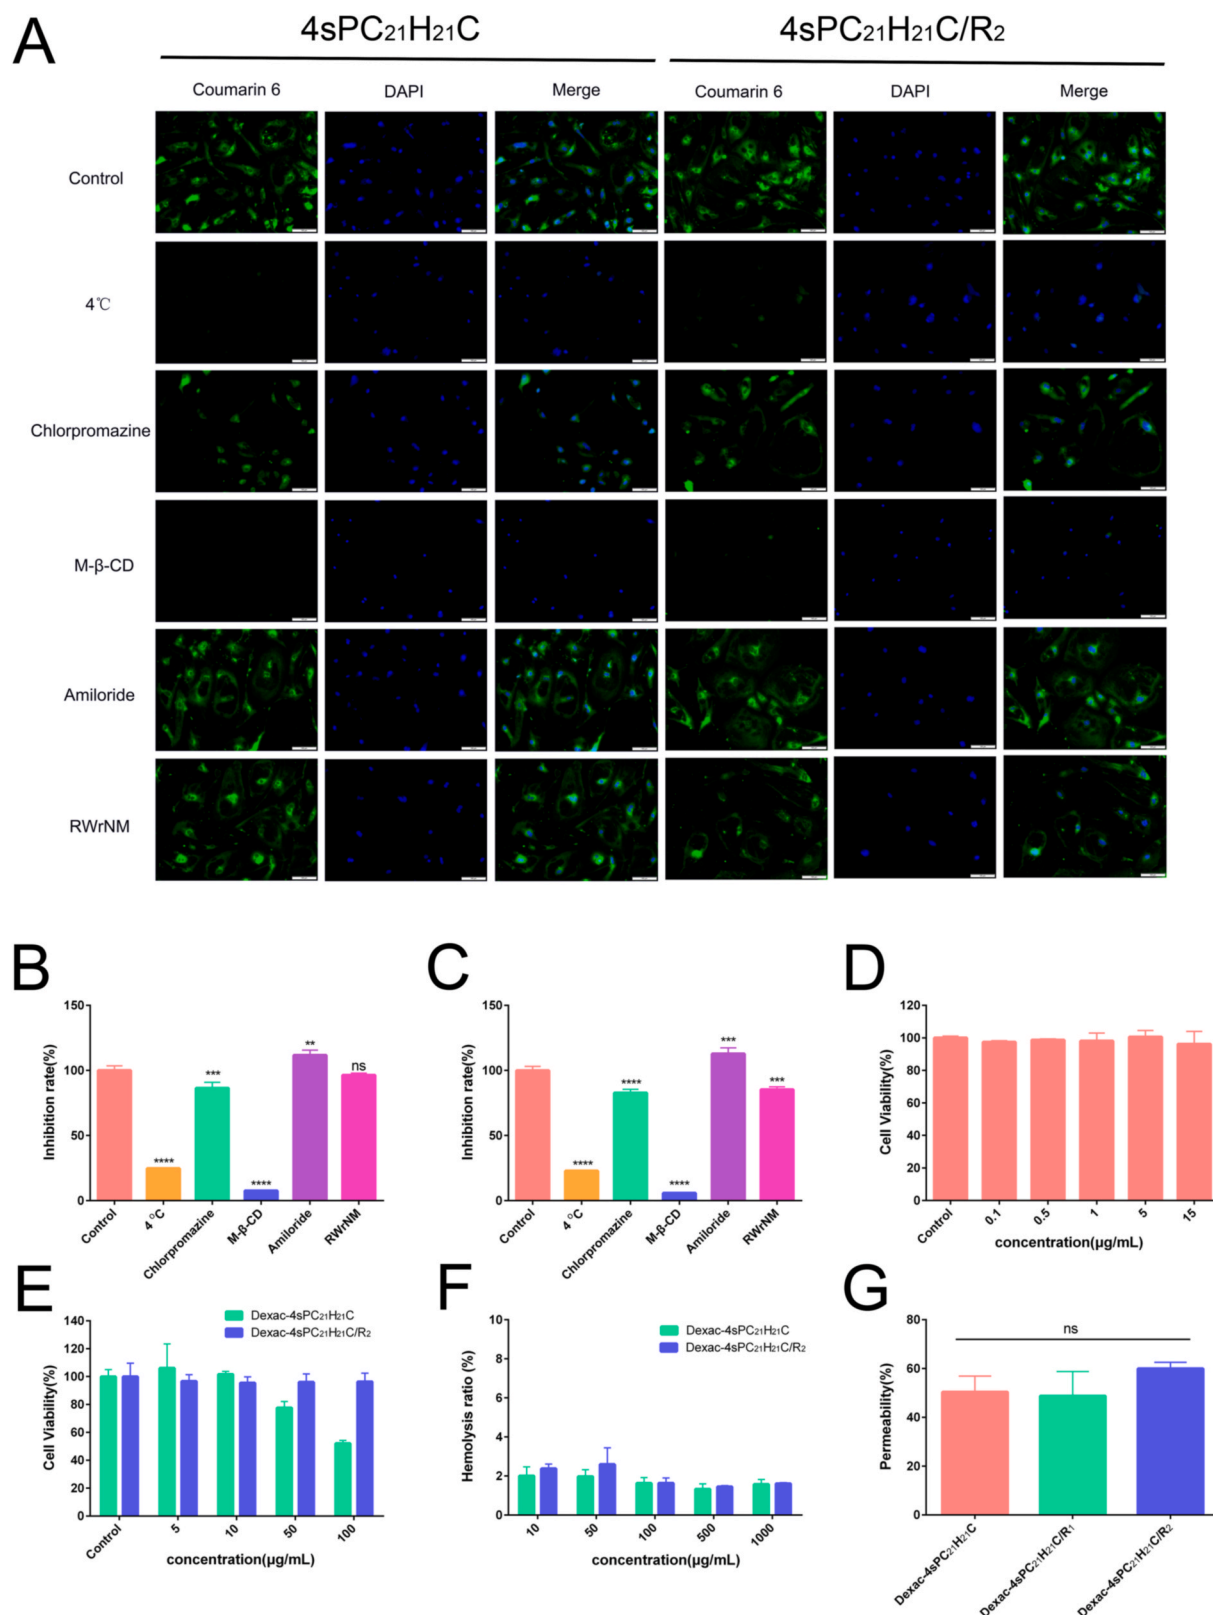 A
4sPC21H21C
4sPC21H21C/R2
Coumarin 6 DAPI Merge Coumarin 6 DAPI Merge
Control
4℃
Chlorpromazine
M-β-CD
Amiloride
RWrNM
B
Inhibition rate(%)
150
100
50
0
**** *** **** ** ns
Control 4 °C Chlorpromazine M-β-CD Amiloride RWrNM
C
Inhibition rate(%)
150
100
50
0
**** **** **** *** ***
Control 4 °C Chlorpromazine M-β-CD Amiloride RWrNM
D
Cell Viability(%)
120
100
80
60
40
20
0
Control 0.1 0.5 1 5 15
concentration(μg/mL)
E
Dexac-4sPC21H21C
Dexac-4sPC21H21C/R2
Cell Viability(%)
140
120
100
80
60
40
20
0
Control 5 10 50 100
concentration(μg/mL)
F
Dexac-4sPC21H21C
Dexac-4sPC21H21C/R2
Hemolysis ratio (%)
10
8
6
4
2
0
10 50 100 500 1000
concentration(μg/mL)
G
ns
Permeability(%)
80
60
40
20
0
Dexac-4sPC21H21C Dexac-4sPC21H21C/R1 Dexac-4sPC21H21C/R2